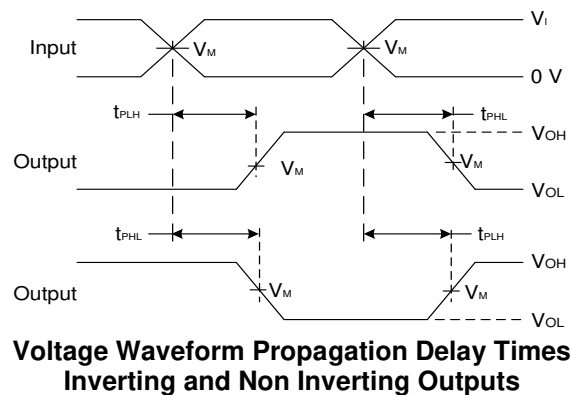 VI
Input
VM
VM
0 V
tPLH
tPHL
VOH
Output
VM
VM
VOL
tPHL
tPLH
VOH
Output
VM
VM
VOL
Voltage Waveform Propagation Delay Times
Inverting and Non Inverting Outputs